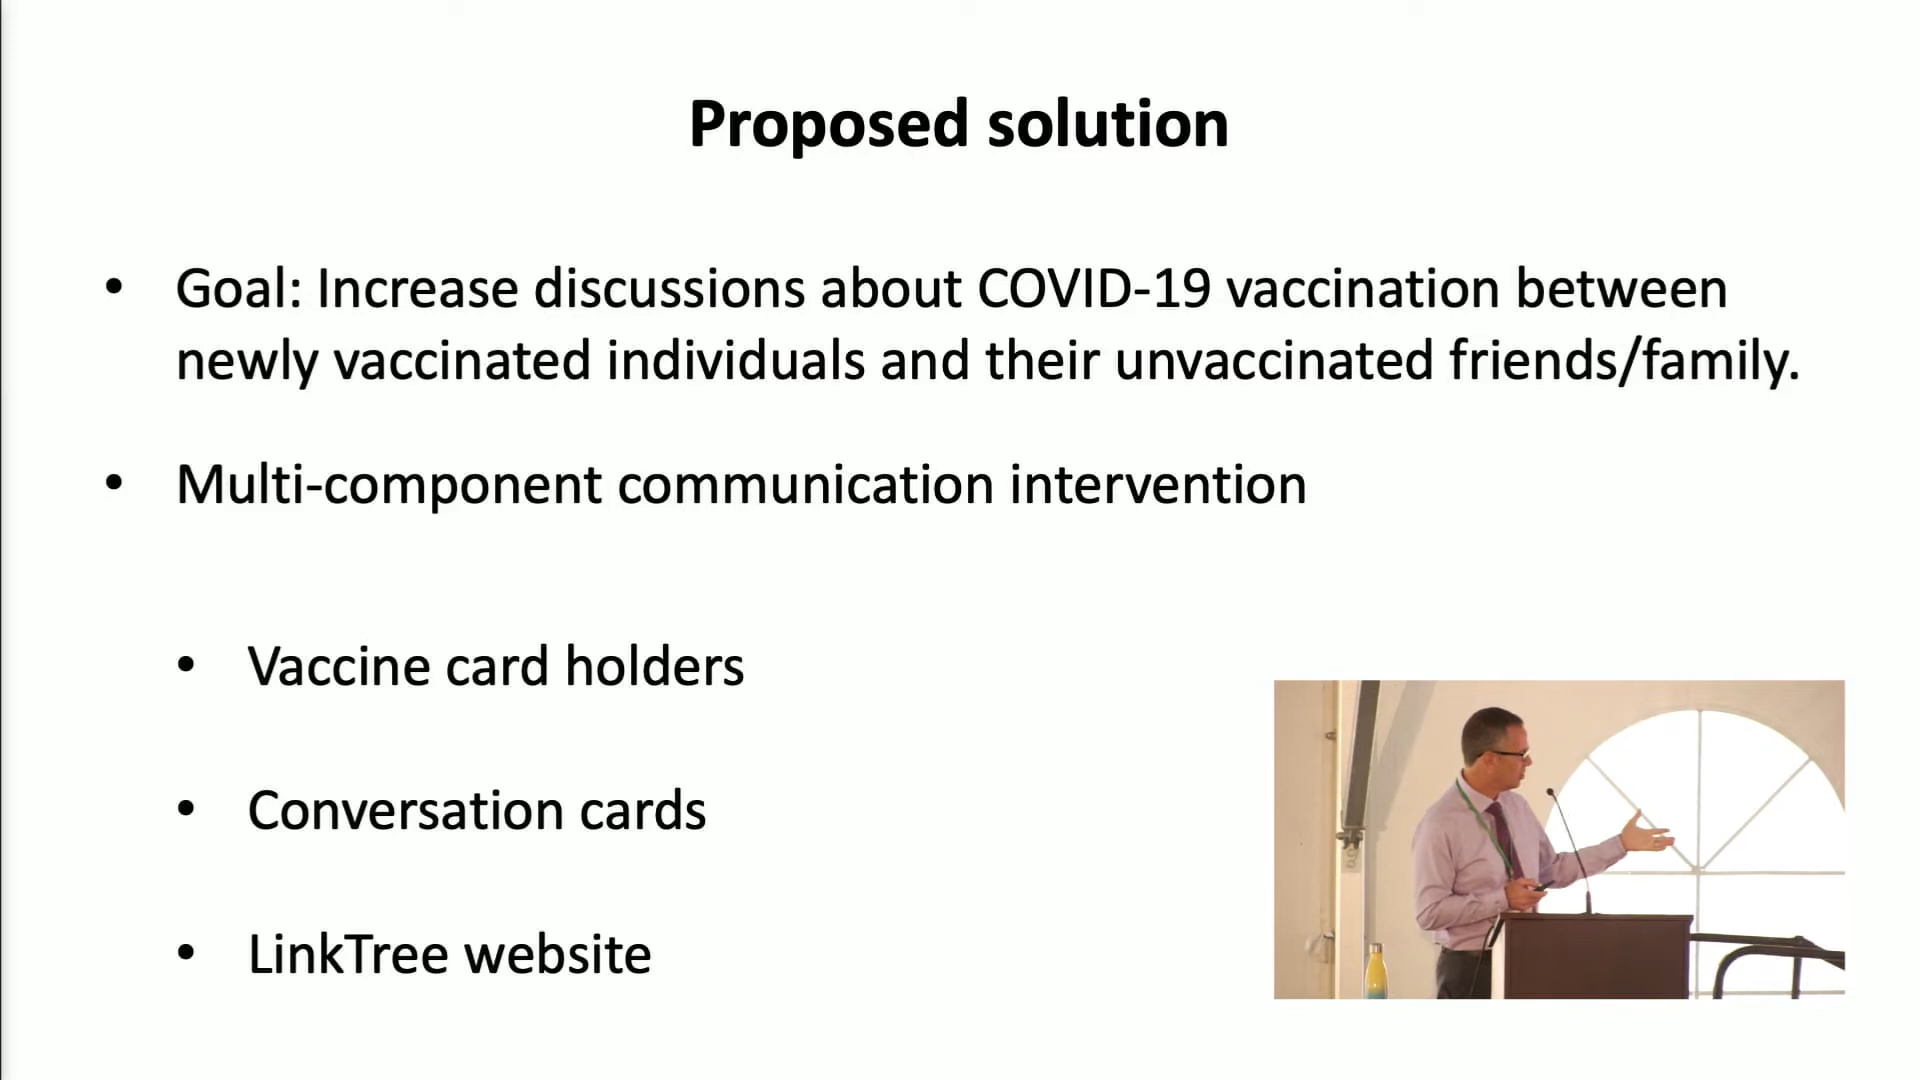 Proposed solution
• Goal: Increase discussions about COVID-19 vaccination between
newly vaccinated individuals and their unvaccinated friends/family.
• Multi-component communication intervention
• Vaccine card holders
• Conversation cards
• LinkTree website